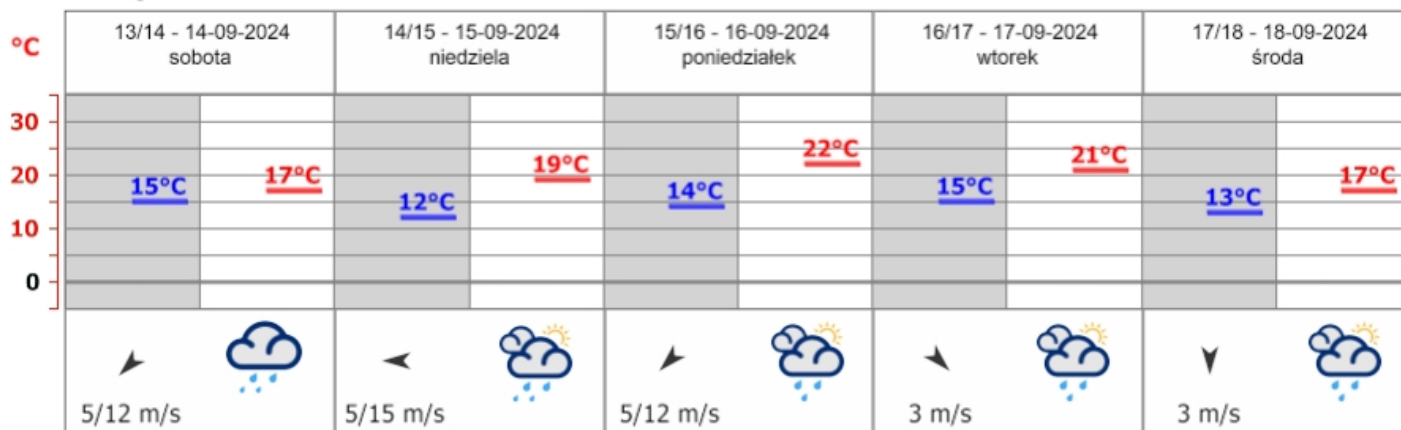 °C
13/14 - 14-09-2024
sobota
14/15 - 15-09-2024
niedziela
15/16 - 16-09-2024
poniedziałek
16/17 - 17-09-2024
wtorek
17/18 - 18-09-2024
środa
30
20
10
0
15°C
17°C
12°C
19°C
14°C
22°C
15°C
21°C
13°C
17°C
5/12 m/s
5/15 m/s
5/12 m/s
3 m/s
3 m/s